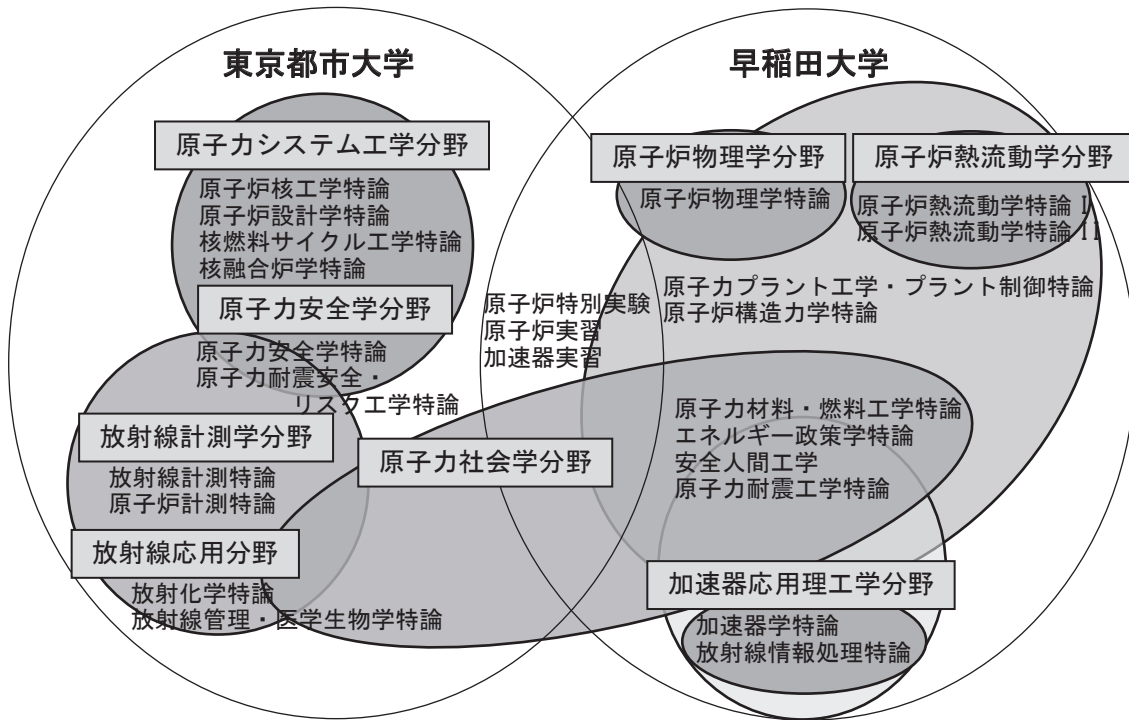 東京都市大学
原子力システム工学分野
原子炉核工学特論
原子炉設計学特論
核燃料サイクル工学特論
核融合炉学特論
原子力安全学分野
原子力安全学特論
原子力耐震安全・
リスク工学特論
放射線計測学分野
放射線計測特論
原子炉計測特論
放射線応用分野
放射化学特論
放射線管理・医学生物学特論
原子炉特別実験
原子炉実習
加速器実習
原子力社会学分野
早稲田大学
原子炉物理学分野
原子炉物理学特論
原子炉熱流動学分野
原子炉熱流動学特論 I
原子炉熱流動学特論 II
原子力プラント工学・プラント制御特論
原子炉構造力学特論
原子力材料・燃料工学特論
エネルギー政策学特論
安全人間工学
原子力耐震工学特論
加速器応用理工学分野
加速器学特論
放射線情報処理特論